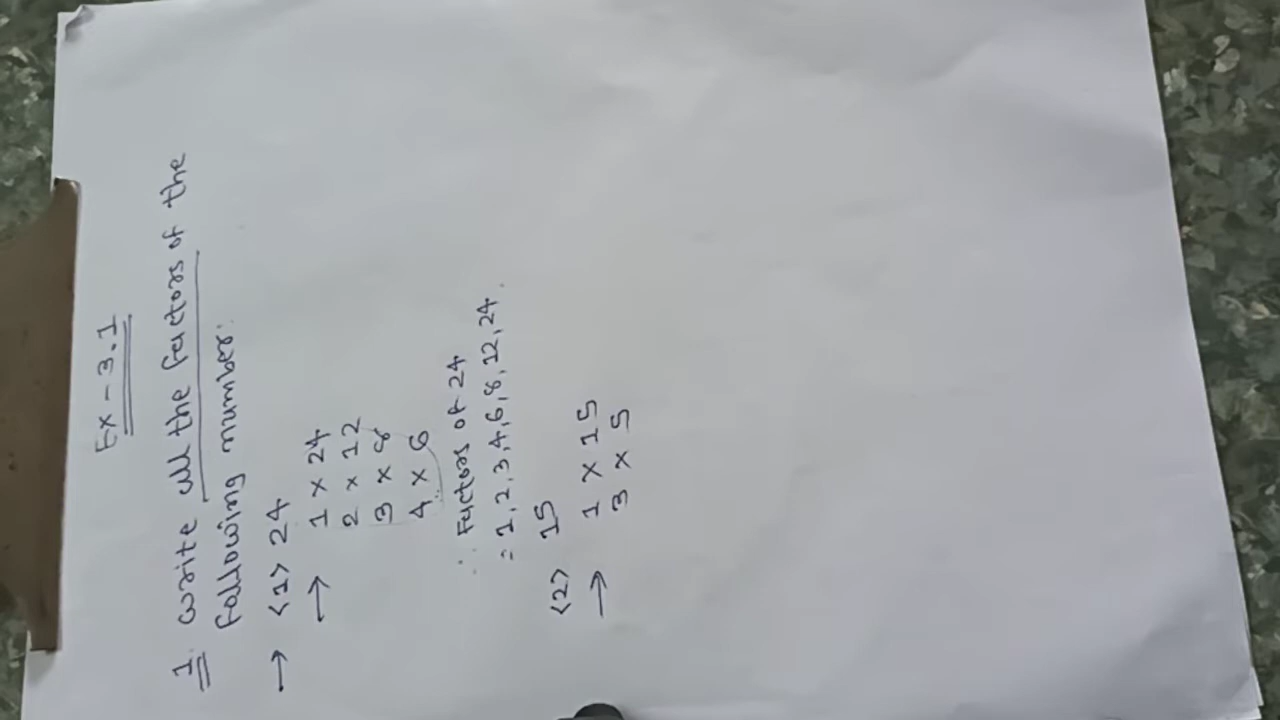 Ex - 3.1
1. write all the factors of the
following number:
→ <1> 24
→ 1 x 24
2 x 12
3 x 8
4 x 6
∴ Factors of 24
= 1, 2, 3, 4, 6, 8, 12, 24.
<2> 15
→ 1 x 15
3 x 5